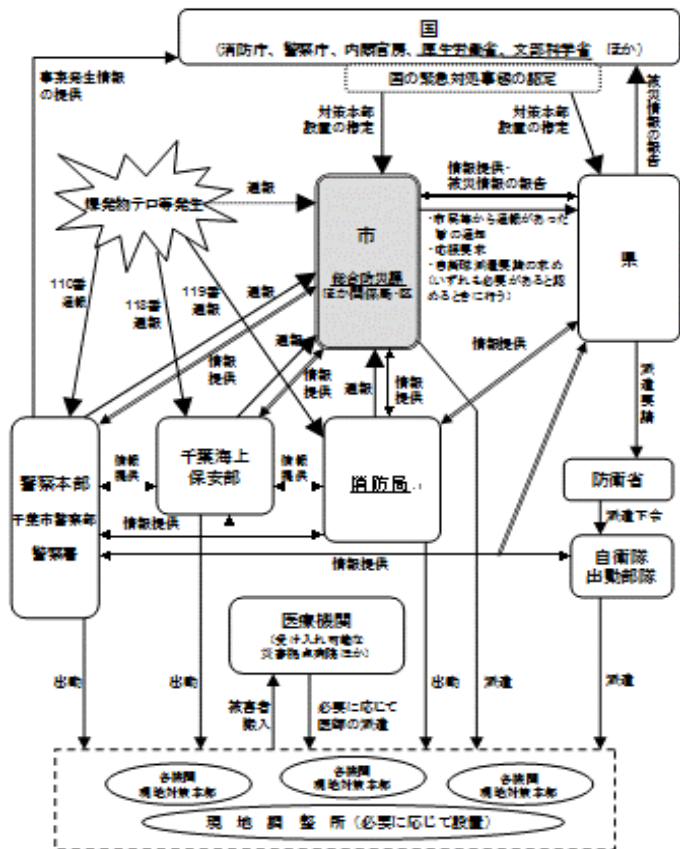 国
(消防庁、警察庁、内閣官房、厚生労働省、文部科学省 ほか)
国の緊急対処事態の認定
事案発生情報
の提供
対策本部
設置の指定
対策本部
設置の指定
被災情報の報告
爆発物テロ等発生
通報
市
総合防災課
ほか関係局・区
情報提供・
被災情報の報告
・市民等から通報があった
旨の通知
・応援要求
・自衛隊派遣要請の求め
(いずれも必要があると認
めるときに行う)
県
110番
通報
118番
通報
119番
通報
通報
情報
提供
通報
情報
提供
通報
情報
提供
情報提供
派遣要請
警察本部
千葉市警察部
警察署
情報
提供
千葉海上
保安部
情報
提供
消防局
防衛省
派遣下令
自衛隊
出動部隊
情報提供
情報提供
医療機関
(受け入れ可能な
災害拠点病院ほか)
出動
出動
被害者
搬入
必要に応じて
医師の派遣
出動
派遣
派遣
各機関
現地対策本部
各機関
現地対策本部
各機関
現地対策本部
現地調整所(必要に応じて設置)